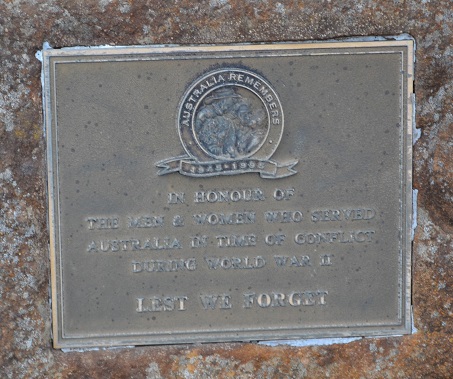 AUSTRALIA REMEMBERS
1945-1995
IN HONOUR OF
THE MEN & WOMEN WHO SERVED
AUSTRALIA IN TIME OF CONFLICT
DURING WORLD WAR II
LEST WE FORGET